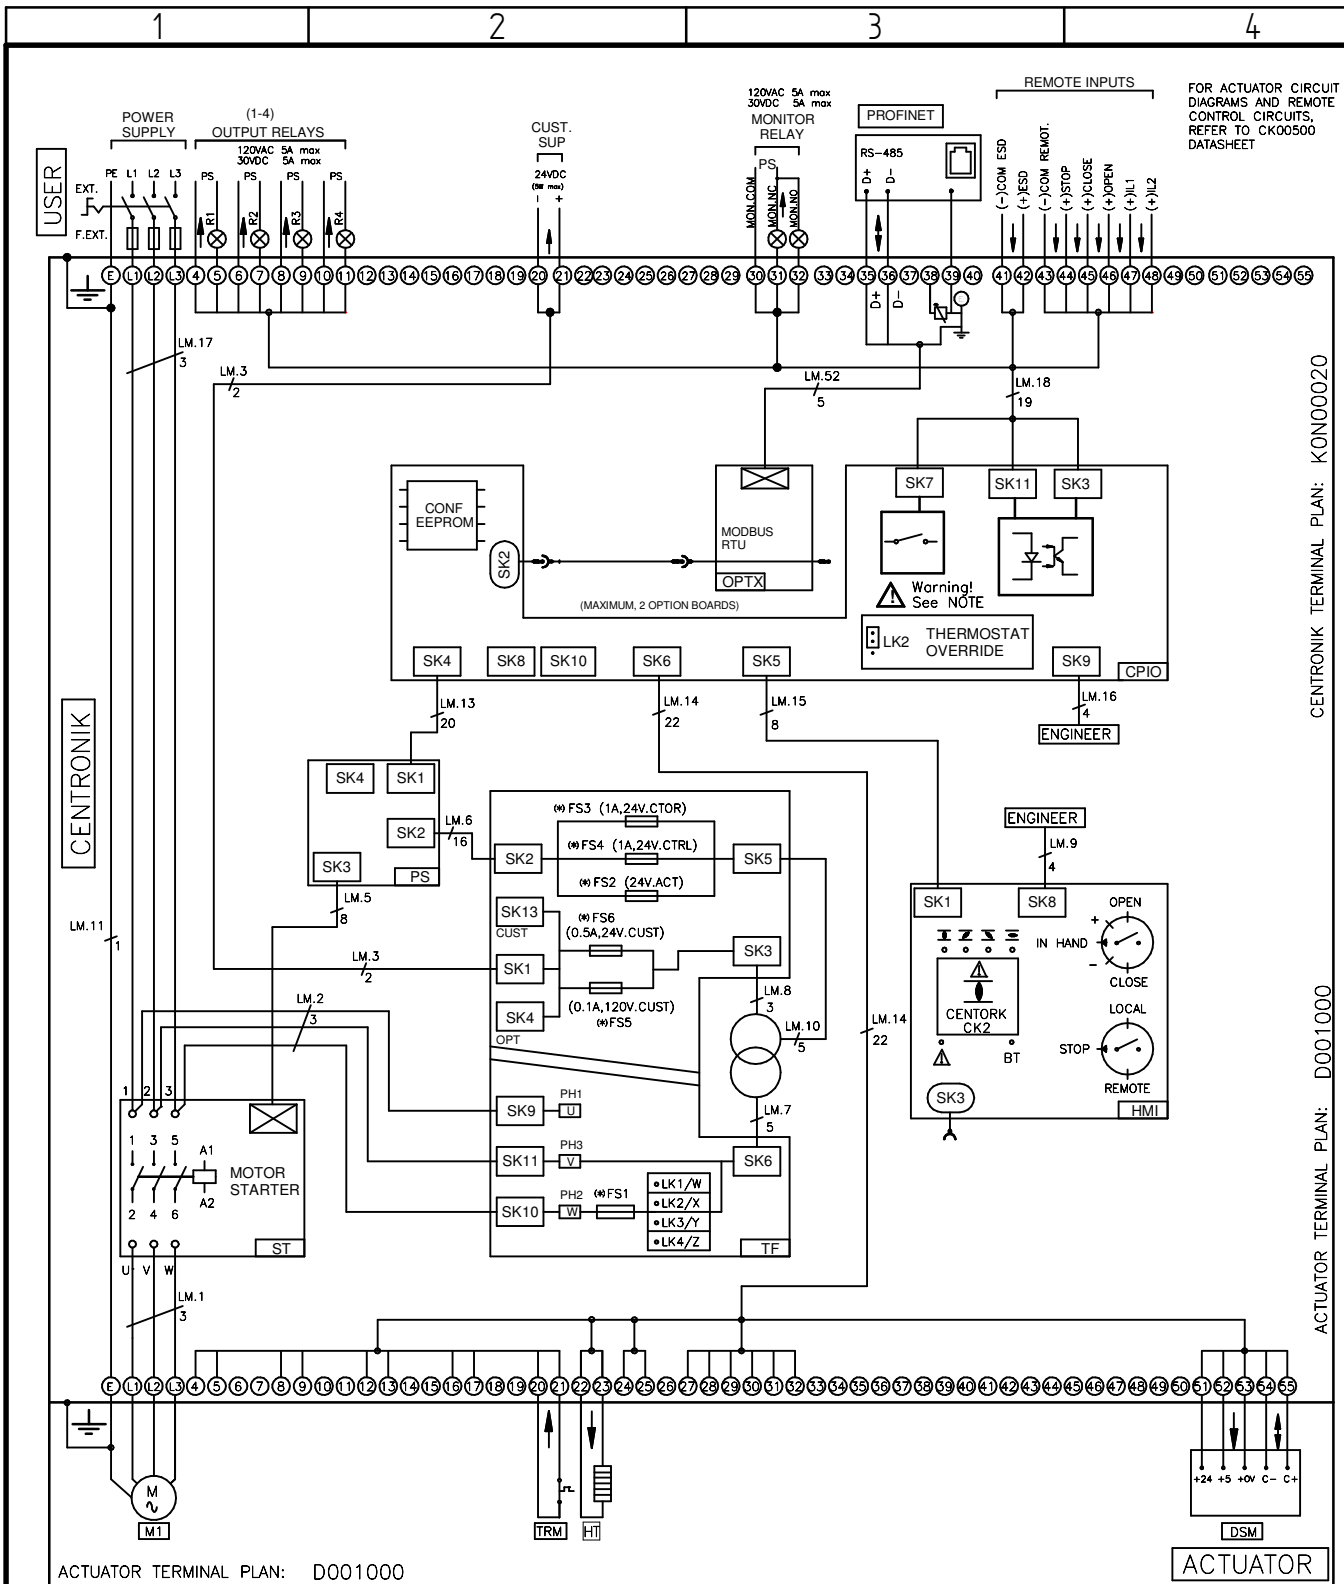 1 2 3 4
FOR ACTUATOR CIRCUIT
DIAGRAMS AND REMOTE
CONTROL CIRCUITS,
REFER TO CK00500
DATASHEET
USER
POWER
SUPPLY
(1-4)
OUTPUT RELAYS
120VAC 5A max
30VDC 5A max
CUST.
SUP
24VDC
(5W max)
- +
120VAC 5A max
30VDC 5A max
MONITOR
RELAY
PROFINET
REMOTE INPUTS
PE L1 L2 L3
EXT.
F.EXT.
PS PS PS PS
R1 R2 R3 R4
PS
MON.COM
MON.NC
MON.NO
RS-485
D+ D-
(-)COM ESD
(+)ESD
(-)COM REMOT.
(+)STOP
(+)CLOSE
(+)OPEN
(+)IL1
(+)IL2
E L1 L2 L3 4 5 6 7 8 9 10 11 12 13 14 15 16 17 18 19 20 21 22 23 24 25 26 27 28 29 30 31 32 33 34 35 36 37 38 39 40 41 42 43 44 45 46 47 48 49 50 51 52 53 54 55
D+ D-
LM.17
3
LM.3
2
LM.52
5
LM.18
19
CENTRONIK TERMINAL PLAN: K0N00020
CONF
EEPROM
SK2
MODBUS
RTU
OPTX
(MAXIMUM, 2 OPTION BOARDS)
SK7 SK11 SK3
Warning!
See NOTE
LK2
THERMOSTAT
OVERRIDE
SK4 SK8 SK10 SK6 SK5 SK9
CPIO
LM.13
20
LM.14
22
LM.15
8
LM.16
4
ENGINEER
CENTRONIK
SK4 SK1
SK2
SK3
PS
LM.6
16
LM.5
8
LM.11
1
LM.3
2
LM.2
3
(*)FS3 (1A,24V.CTOR)
(*)FS4 (1A,24V.CTRL)
(*)FS2 (24V.ACT)
SK2 SK5
SK13
CUST
(*)FS6
(0.5A,24V.CUST)
SK1 SK3
(0.1A,120V.CUST)
(*)FS5
SK4
OPT
LM.8
3
LM.10
5
LM.7
5
LM.14
22
SK9
PH1
U
SK11
PH3
V
SK6
SK10
PH2
W
(*)FS1
LK1/W
LK2/X
LK3/Y
LK4/Z
TF
ENGINEER
LM.9
4
SK1 SK8
OPEN
+
IN HAND
-
CLOSE
CENTORK
CK2
BT
LOCAL
STOP
REMOTE
SK3
HMI
ACTUATOR TERMINAL PLAN: D001000
1 2 3
1 3 5
A1
A2
2 4 6
MOTOR
STARTER
ST
U V W
LM.1
3
E L1 L2 L3 4 5 6 7 8 9 10 11 12 13 14 15 16 17 18 19 20 21 22 23 24 25 26 27 28 29 30 31 32 33 34 35 36 37 38 39 40 41 42 43 44 45 46 47 48 49 50 51 52 53 54 55
M
M1
TRM
HT
+24 +5 +0V C- C+
DSM
ACTUATOR
ACTUATOR TERMINAL PLAN: D001000